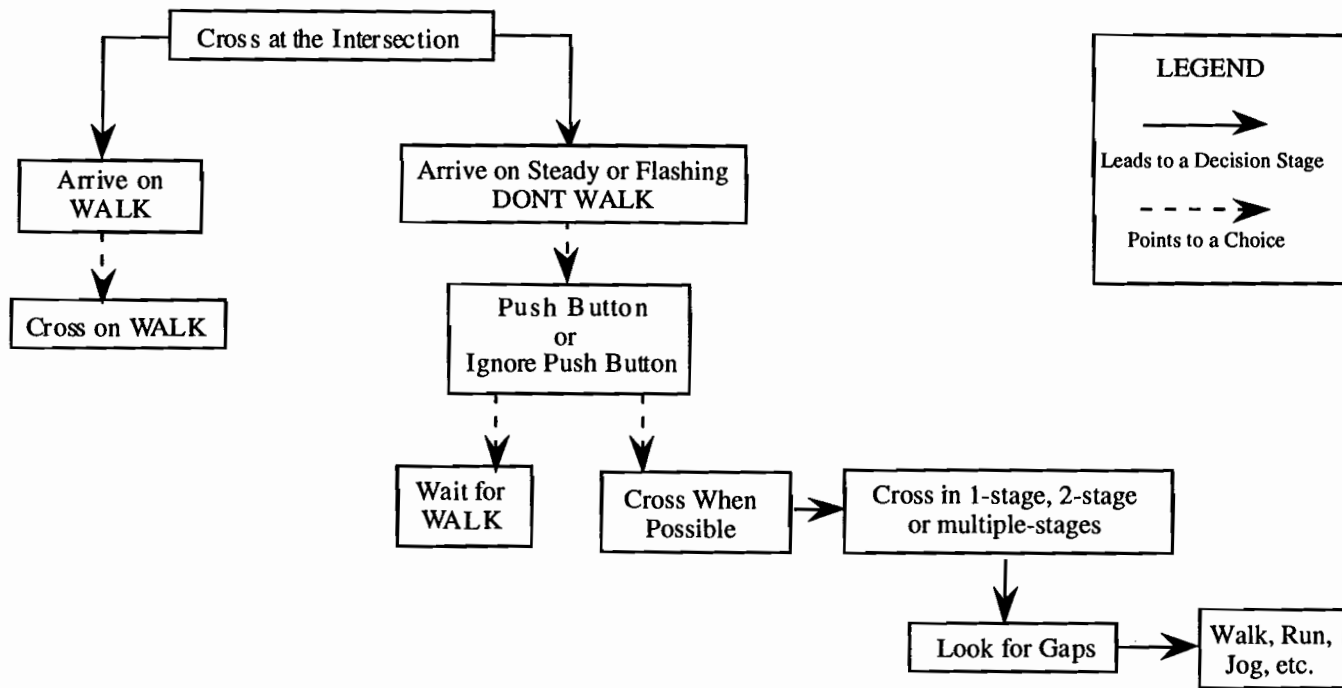 Cross at the Intersection
LEGEND
Leads to a Decision Stage
Points to a Choice
Arrive on
WALK
Arrive on Steady or Flashing
DONT WALK
Cross on WALK
Push Button
or
Ignore Push Button
Wait for
WALK
Cross When
Possible
Cross in 1-stage, 2-stage
or multiple-stages
Look for Gaps
Walk, Run,
Jog, etc.